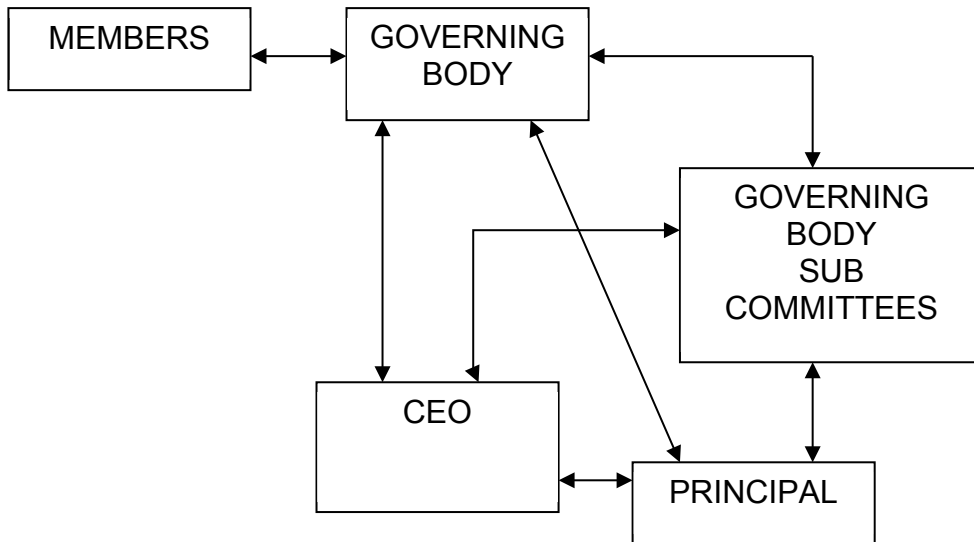 MEMBERS
GOVERNING
BODY
GOVERNING
BODY
SUB
COMMITTEES
CEO
PRINCIPAL